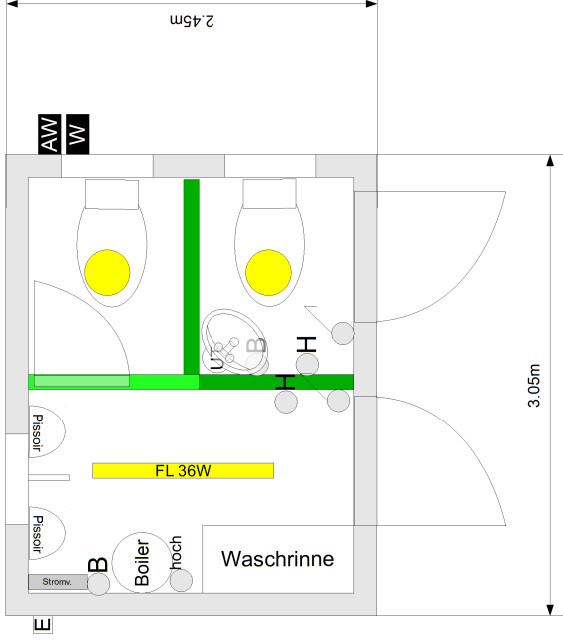 2.45m
AW
W
U
B
H
H
3.05m
Pissoir
FL 36W
Pissoir
B
Boiler
hoch
Waschrinne
Stromv.
E